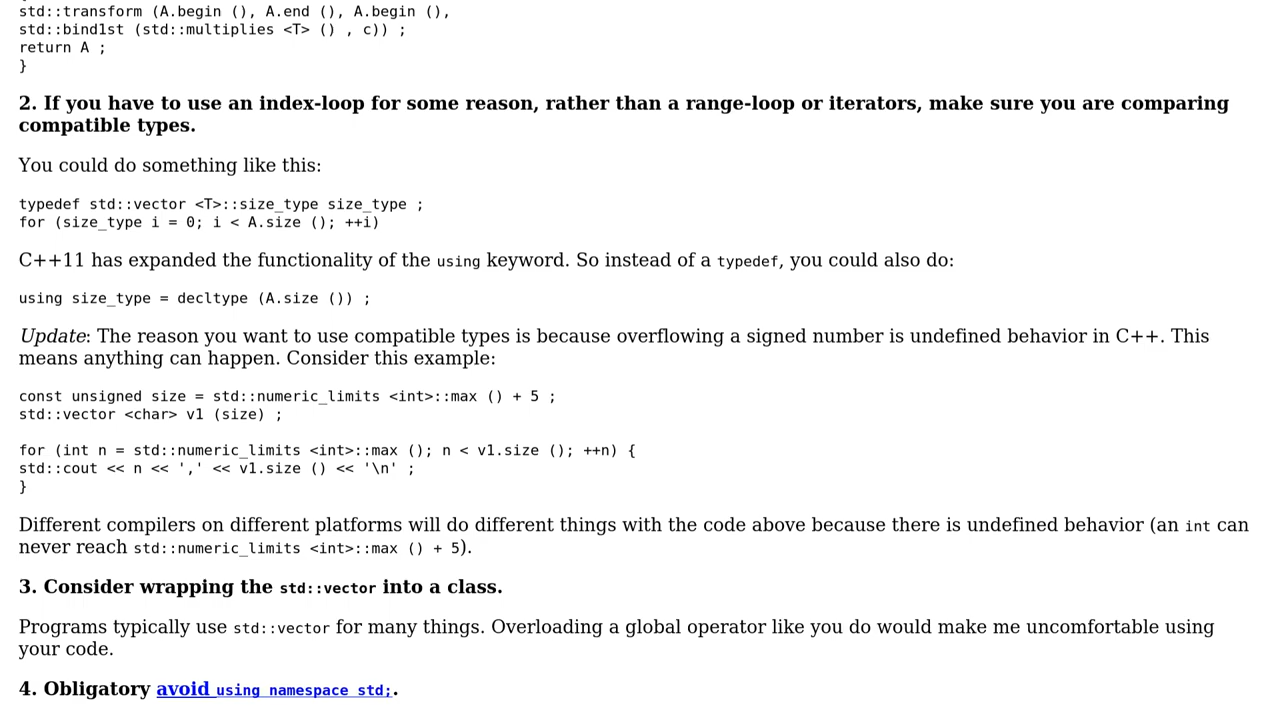 std::transform (A.begin (), A.end (), A.begin (),
std::bind1st (std::multiplies <T> () , c)) ;
return A ;
}
2. If you have to use an index-loop for some reason, rather than a range-loop or iterators, make sure you are comparing
compatible types.
You could do something like this:
typedef std::vector <T>::size_type size_type ;
for (size_type i = 0; i < A.size (); ++i)
C++11 has expanded the functionality of the using keyword. So instead of a typedef, you could also do:
using size_type = decltype (A.size ()) ;
Update: The reason you want to use compatible types is because overflowing a signed number is undefined behavior in C++. This
means anything can happen. Consider this example:
const unsigned size = std::numeric_limits <int>::max () + 5 ;
std::vector <char> v1 (size) ;
for (int n = std::numeric_limits <int>::max (); n < v1.size (); ++n) {
std::cout << n << ',' << v1.size () << '\n' ;
}
Different compilers on different platforms will do different things with the code above because there is undefined behavior (an int can
never reach std::numeric_limits <int>::max () + 5).
3. Consider wrapping the std::vector into a class.
Programs typically use std::vector for many things. Overloading a global operator like you do would make me uncomfortable using
your code.
4. Obligatory avoid using namespace std;.